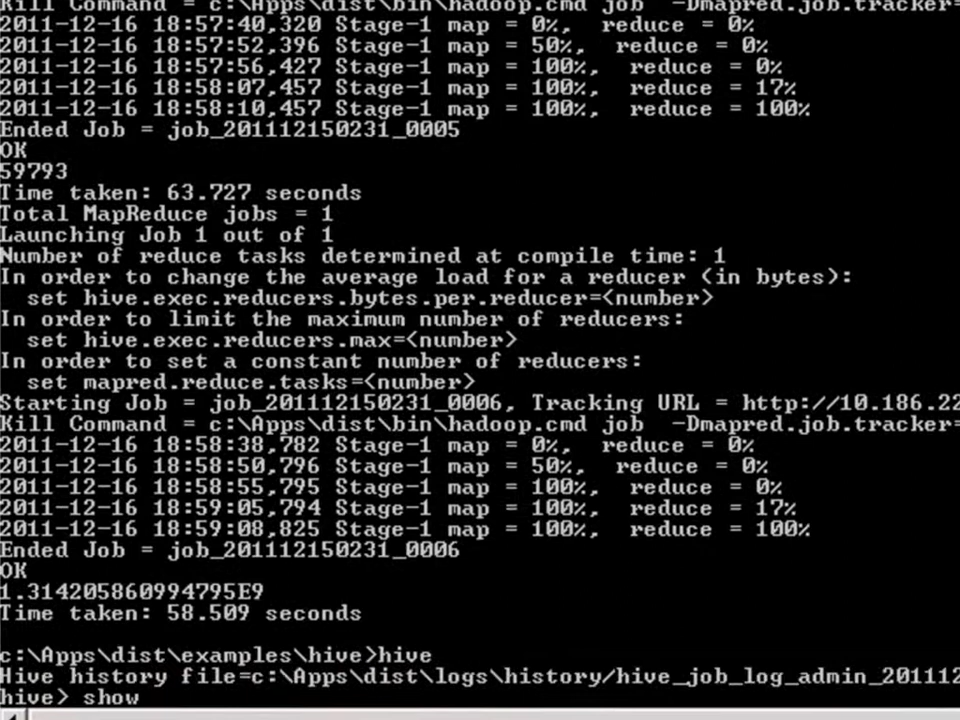 Kill Command = c:\Apps\dist\bin\hadoop.cmd job  -Dmapred.job.tracker=
2011-12-16 18:57:40,320 Stage-1 map = 0%,  reduce = 0%
2011-12-16 18:57:52,396 Stage-1 map = 50%,  reduce = 0%
2011-12-16 18:57:56,427 Stage-1 map = 100%,  reduce = 0%
2011-12-16 18:58:07,457 Stage-1 map = 100%,  reduce = 17%
2011-12-16 18:58:10,457 Stage-1 map = 100%,  reduce = 100%
Ended Job = job_201112150231_0005
OK
59793
Time taken: 63.727 seconds
Total MapReduce jobs = 1
Launching Job 1 out of 1
Number of reduce tasks determined at compile time: 1
In order to change the average load for a reducer (in bytes):
  set hive.exec.reducers.bytes.per.reducer=<number>
In order to limit the maximum number of reducers:
  set hive.exec.reducers.max=<number>
In order to set a constant number of reducers:
  set mapred.reduce.tasks=<number>
Starting Job = job_201112150231_0006, Tracking URL = http://10.186.22
Kill Command = c:\Apps\dist\bin\hadoop.cmd job  -Dmapred.job.tracker=
2011-12-16 18:58:38,782 Stage-1 map = 0%,  reduce = 0%
2011-12-16 18:58:50,796 Stage-1 map = 50%,  reduce = 0%
2011-12-16 18:58:55,795 Stage-1 map = 100%,  reduce = 0%
2011-12-16 18:59:05,794 Stage-1 map = 100%,  reduce = 17%
2011-12-16 18:59:08,825 Stage-1 map = 100%,  reduce = 100%
Ended Job = job_201112150231_0006
OK
1.314205860994795E9
Time taken: 58.509 seconds
c:\Apps\dist\examples\hive>hive
Hive history file=c:\Apps\dist\logs\history/hive_job_log_admin_201112
hive> show